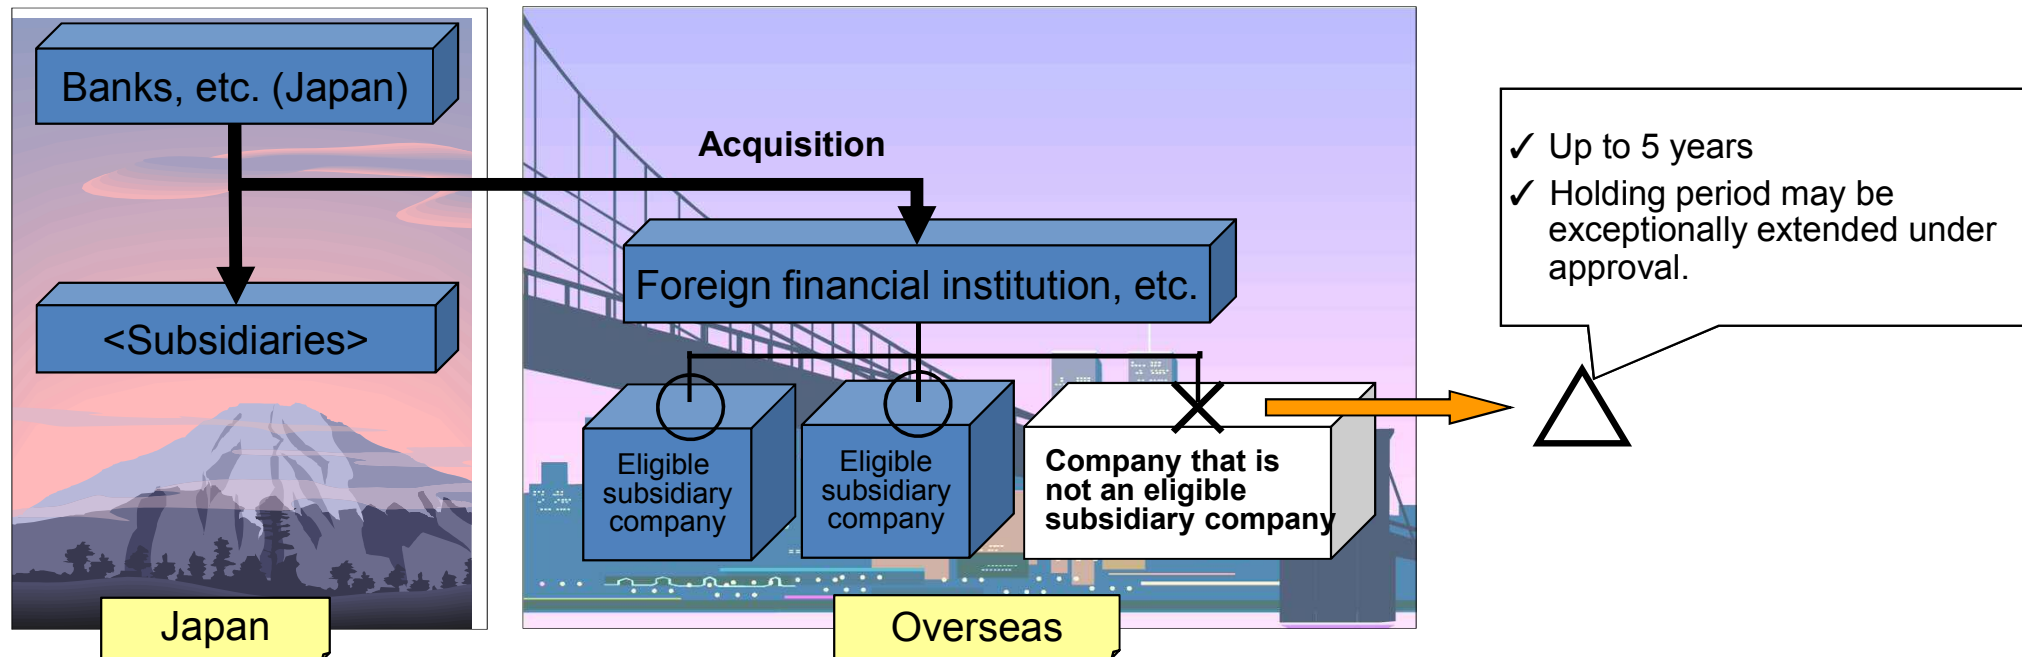 Banks, etc. (Japan)
<Subsidiaries>
Japan
Acquisition
Foreign financial institution, etc.
Eligible
subsidiary
company
Eligible
subsidiary
company
Company that is
not an eligible
subsidiary company
Overseas
✓ Up to 5 years
✓ Holding period may be
exceptionally extended under
approval.